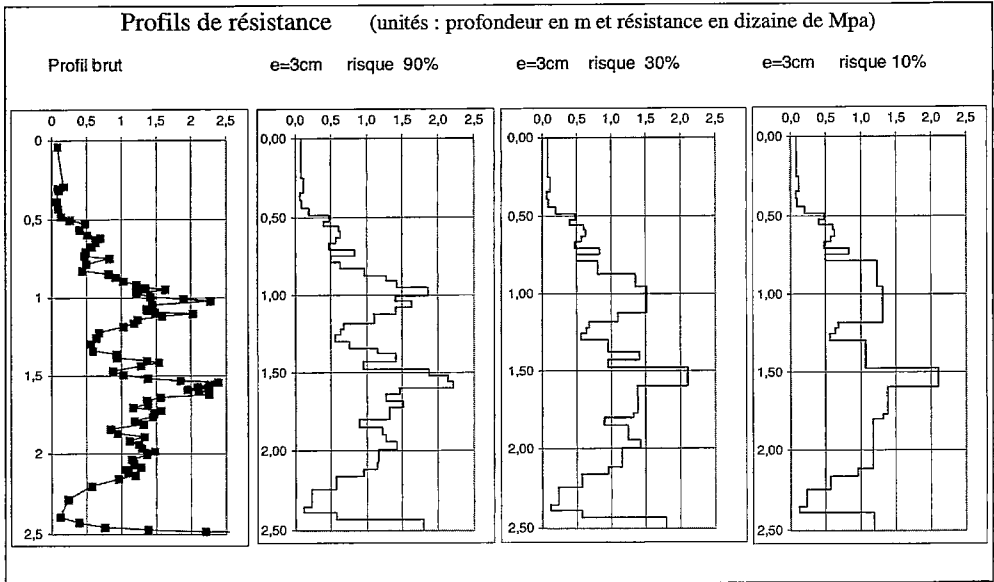 Profils de résistance (unités : profondeur en m et résistance en dizaine de Mpa)
Profil brut
e=3cm risque 90%
e=3cm risque 30%
e=3cm risque 10%
0 0,5 1 1,5 2 2,5
0
0,5
1
1,5
2
2,5
0,0 0,5 1,0 1,5 2,0 2,5
0,00
0,50
1,00
1,50
2,00
2,50
0,0 0,5 1,0 1,5 2,0 2,5
0,00
0,50
1,00
1,50
2,00
2,50
0,0 0,5 1,0 1,5 2,0 2,5
0,00
0,50
1,00
1,50
2,00
2,50